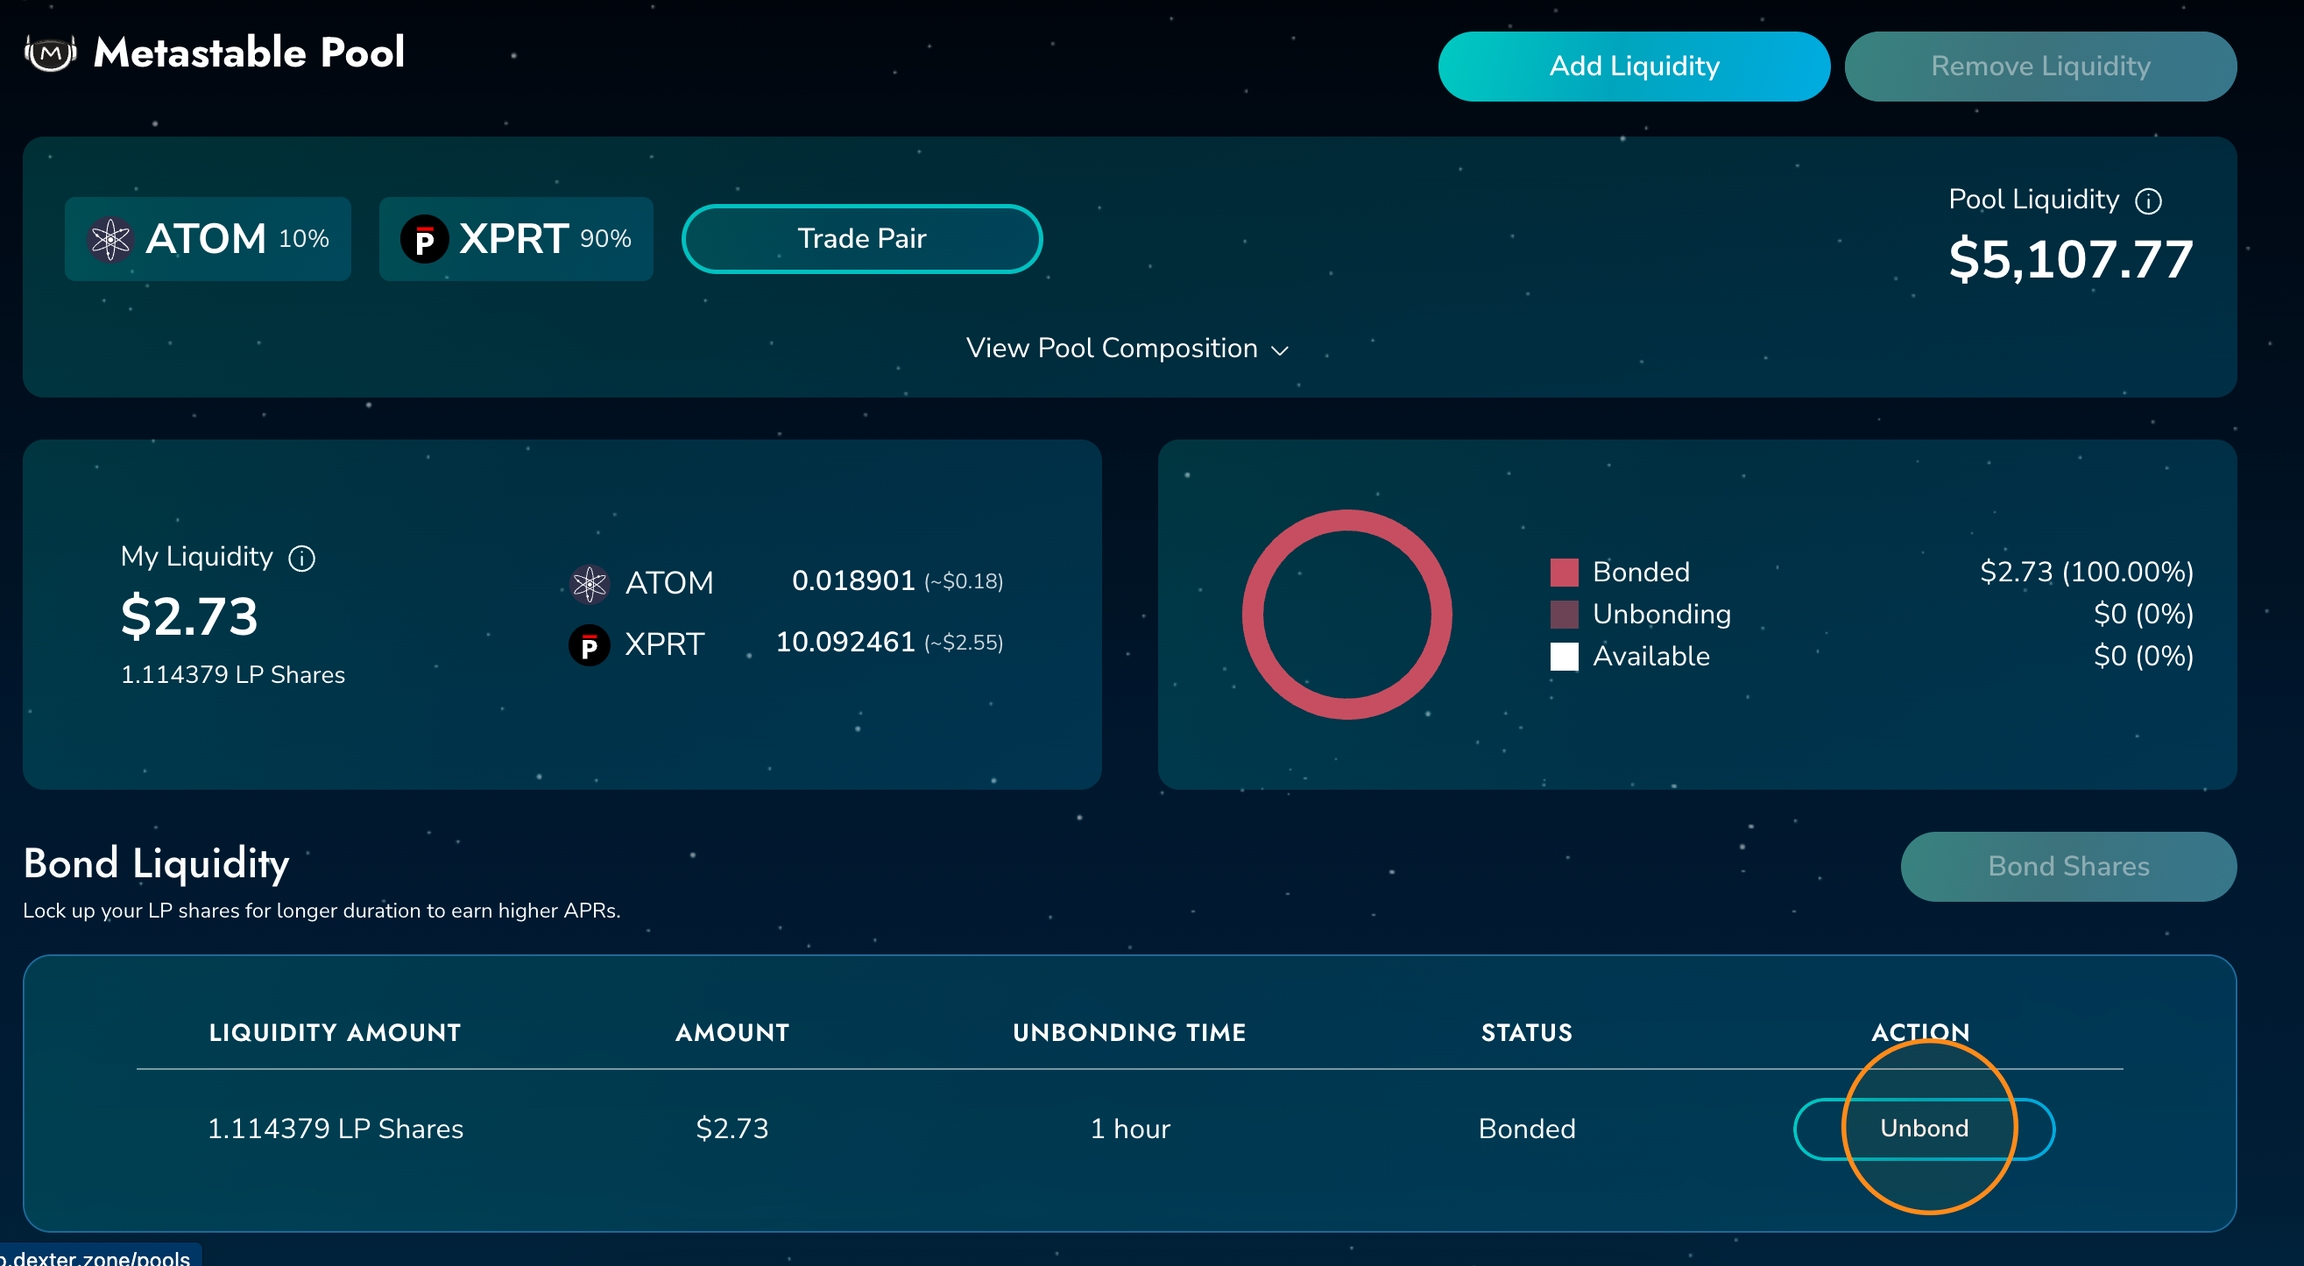 Metastable Pool
Add Liquidity
Remove Liquidity
ATOM 10%
XPRT 90%
Trade Pair
Pool Liquidity
$5,107.77
View Pool Composition
My Liquidity
$2.73
1.114379 LP Shares
ATOM 0.018901 (~$0.18)
XPRT 10.092461 (~$2.55)
Bonded $2.73 (100.00%)
Unbonding $0 (0%)
Available $0 (0%)
Bond Liquidity
Lock up your LP shares for longer duration to earn higher APRs.
Bond Shares
LIQUIDITY AMOUNT AMOUNT UNBONDING TIME STATUS ACTION
1.114379 LP Shares $2.73 1 hour Bonded Unbond
.dexter.zone/pools